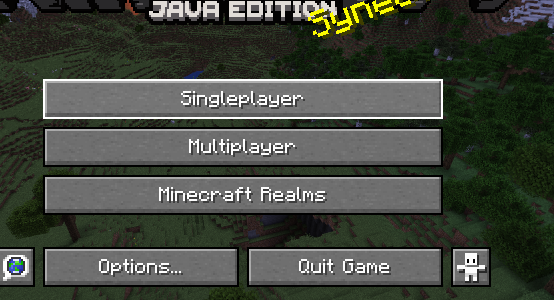 JAVA EDITION
Singleplayer
Multiplayer
Minecraft Realms
Options...
Quit Game